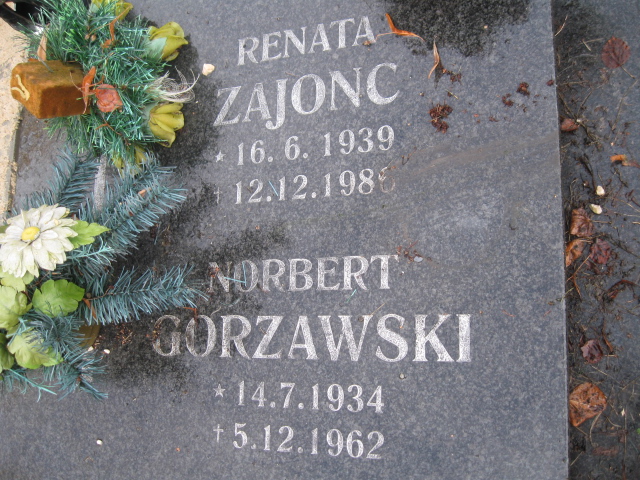 RENATA
ZAJONC
* 16. 6. 1939
† 12.12.1986
NORBERT
GORZAWSKI
* 14.7.1934
† 5.12.1962